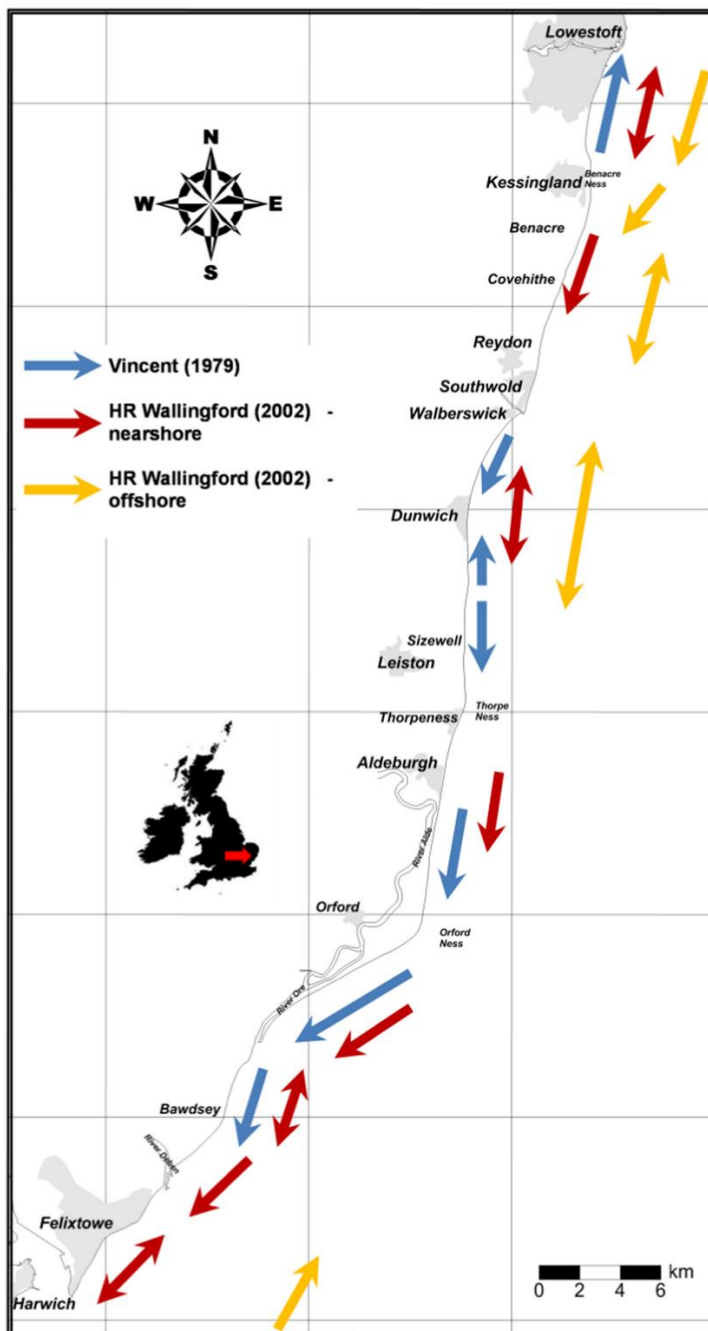 Lowestoft
N
W
E
S
Kessingland
Benacre
Ness
Benacre
Covehithe
Reydon
Southwold
Walberswick
Vincent (1979)
HR Wallingford (2002) -
nearshore
HR Wallingford (2002) -
offshore
Dunwich
Sizewell
Leiston
Thorpeness
Thorpe
Ness
Aldeburgh
River Alde
Orford
Orford
Ness
River Ore
Bawdsey
River Deben
Felixtowe
Harwich
km
0 2 4 6